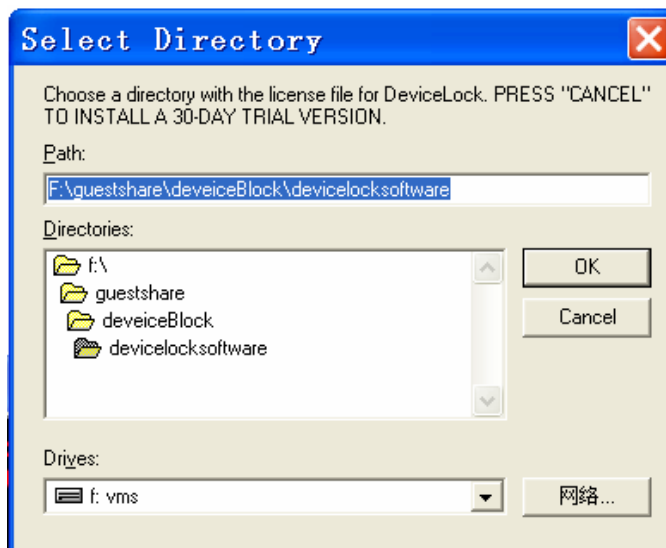 Select Directory
Choose a directory with the license file for DeviceLock. PRESS "CANCEL"
TO INSTALL A 30-DAY TRIAL VERSION.
Path:
F:\guestshare\deveiceBlock\devicelocksoftware
Directories:
f:\
guestshare
deveiceBlock
devicelocksoftware
OK
Cancel
Drives:
f: vms
网络...